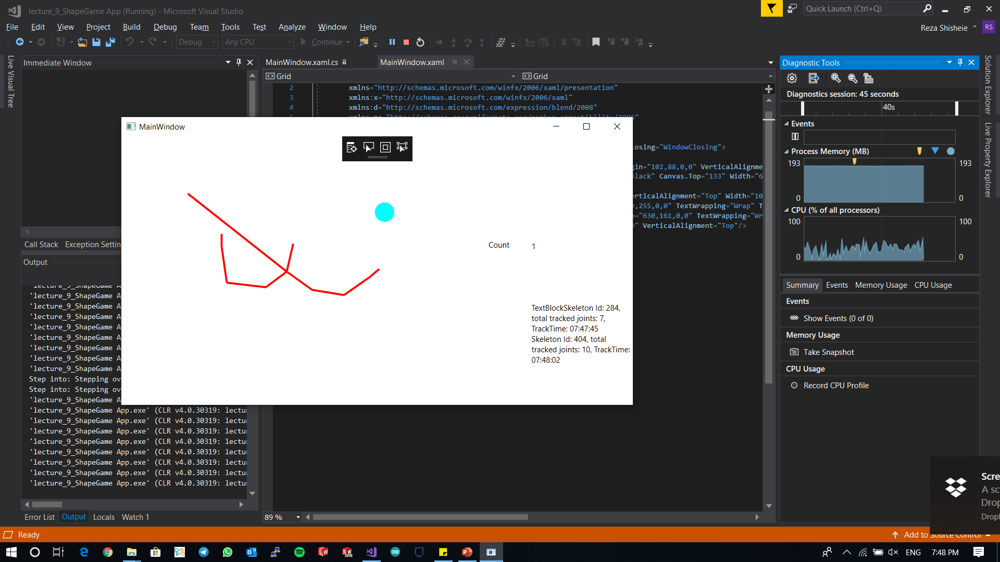 lecture_9_ShapeGame App (Running) - Microsoft Visual Studio
Quick Launch (Ctrl+Q)
File Edit View Project Build Debug Team Tools Test Analyze Window Help
Reza Shisheie RS
Debug Any CPU Continue
Live Visual Tree
Immediate Window
MainWindow.xaml.cs MainWindow.xaml
Grid Grid
2 xmlns="http://schemas.microsoft.com/winfx/2006/xaml/presentation"
3 xmlns:x="http://schemas.microsoft.com/winfx/2006/xaml"
4 xmlns:d="http://schemas.microsoft.com/expression/blend/2008"
losing="WindowClosing">
gin="102,88,0,0" VerticalAlignme
Black" Canvas.Top="133" Width="6
erticalAlignment="Top" Width="10
0,255,0,0" TextWrapping="Wrap" T
n="630,161,0,0" TextWrapping="Wr
0" VerticalAlignment="Top"/>
MainWindow
Count 1
TextBlockSkeleton Id: 284,
total tracked joints: 7,
TrackTime: 07:47:45
Skeleton Id: 404, total
tracked joints: 10, TrackTime:
07:48:02
Call Stack Exception Settin
Output
'lecture_9_ShapeGame A
'lecture_9_ShapeGame A
'lecture_9_ShapeGame A
'lecture_9_ShapeGame A
'lecture_9_ShapeGame A
'lecture_9_ShapeGame A
'lecture_9_ShapeGame A
'lecture_9_ShapeGame A
'lecture_9_ShapeGame A
Step into: Stepping ov
Step into: Stepping ov
'lecture_9_ShapeGame A
'lecture_9_ShapeGame App.exe' (CLR v4.0.30319: lectu
'lecture_9_ShapeGame App.exe' (CLR v4.0.30319: lectu
'lecture_9_ShapeGame App.exe' (CLR v4.0.30319: lectu
'lecture_9_ShapeGame App.exe' (CLR v4.0.30319: lectu
'lecture_9_ShapeGame App.exe' (CLR v4.0.30319: lectu
'lecture_9_ShapeGame App.exe' (CLR v4.0.30319: lectu
'lecture_9_ShapeGame App.exe' (CLR v4.0.30319: lectu
'lecture_9_ShapeGame App.exe' (CLR v4.0.30319: lectu
Error List Output Locals Watch 1
89 %
Diagnostic Tools
Diagnostics session: 45 seconds
40s
Events
Process Memory (MB)
193 193
0 0
CPU (% of all processors)
100 100
0 0
Summary Events Memory Usage CPU Usage
Events
Show Events (0 of 0)
Memory Usage
Take Snapshot
CPU Usage
Record CPU Profile
Solution Explorer
Live Property Explorer
Scre
A sc
Drop
Dropl
Ready
Add to Source Control
ENG 7:48 PM